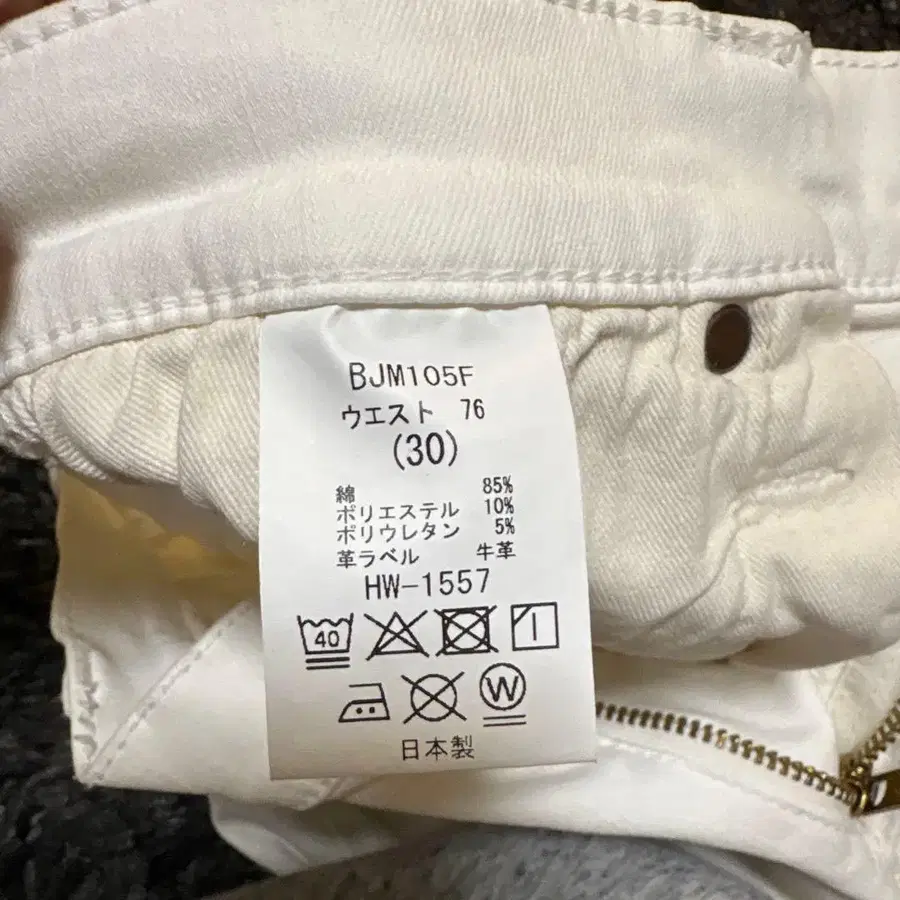 BJM105F
ウエスト 76
(30)
綿 85%
ポリエステル 10%
ポリウレタン 5%
革ラベル 牛革
HW-1557
40
W
日本製